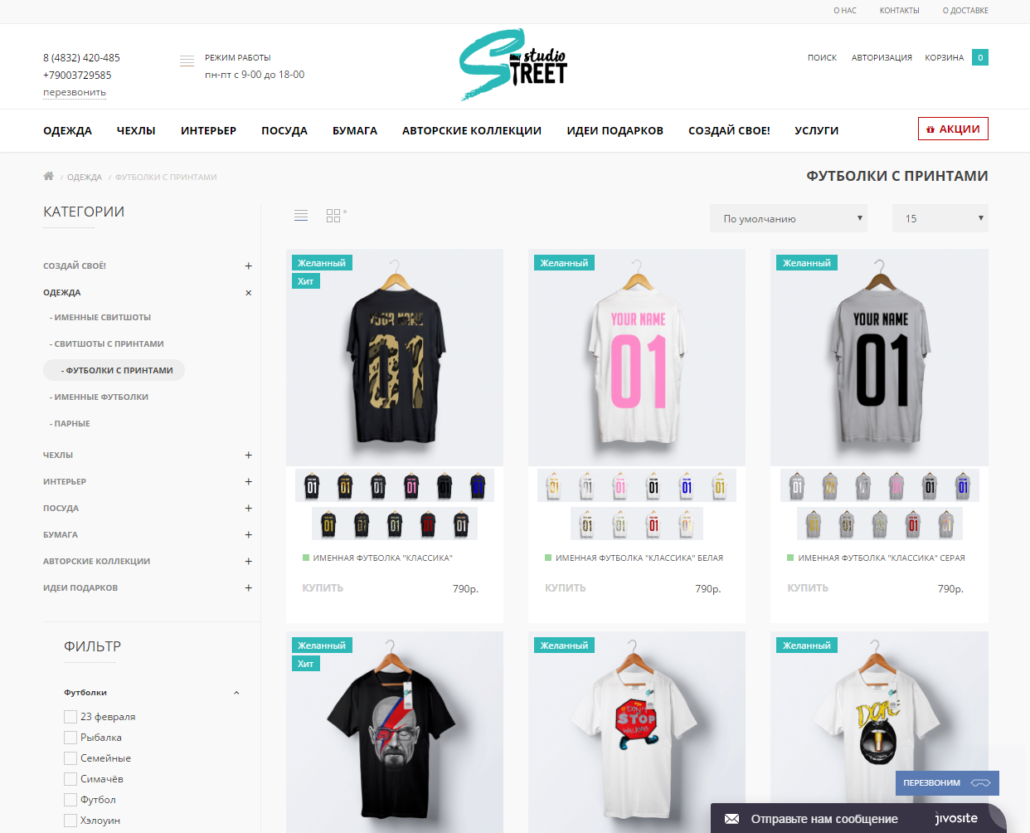 О НАС КОНТАКТЫ О ДОСТАВКЕ
8 (4832) 420-485
+79003729585
перезвонить
РЕЖИМ РАБОТЫ
пн-пт с 9-00 до 18-00
studio
STREET
ПОИСК АВТОРИЗАЦИЯ КОРЗИНА 0
ОДЕЖДА ЧЕХЛЫ ИНТЕРЬЕР ПОСУДА БУМАГА АВТОРСКИЕ КОЛЛЕКЦИИ ИДЕИ ПОДАРКОВ СОЗДАЙ СВОЕ! УСЛУГИ АКЦИИ
/ ОДЕЖДА / ФУТБОЛКИ С ПРИНТАМИ
ФУТБОЛКИ С ПРИНТАМИ
КАТЕГОРИИ
СОЗДАЙ СВОЁ! +
ОДЕЖДА ×
- ИМЕННЫЕ СВИТШОТЫ
- СВИТШОТЫ С ПРИНТАМИ
- ФУТБОЛКИ С ПРИНТАМИ
- ИМЕННЫЕ ФУТБОЛКИ
- ПАРНЫЕ
ЧЕХЛЫ +
ИНТЕРЬЕР +
ПОСУДА +
БУМАГА +
АВТОРСКИЕ КОЛЛЕКЦИИ +
ИДЕИ ПОДАРКОВ +
ФИЛЬТР
Футболки
23 февраля
Рыбалка
Семейные
Симачёв
Футбол
Хэлоуин
По умолчанию 15
Желанный
Хит
YOUR NAME
01
ИМЕННАЯ ФУТБОЛКА "КЛАССИКА"
КУПИТЬ 790р.
Желанный
YOUR NAME
01
ИМЕННАЯ ФУТБОЛКА "КЛАССИКА" БЕЛАЯ
КУПИТЬ 790р.
Желанный
YOUR NAME
01
ИМЕННАЯ ФУТБОЛКА "КЛАССИКА" СЕРАЯ
КУПИТЬ 790р.
Желанный
Хит
Желанный
STOP
Желанный
DOPE
ПЕРЕЗВОНИМ
Отправьте нам сообщение jivosite